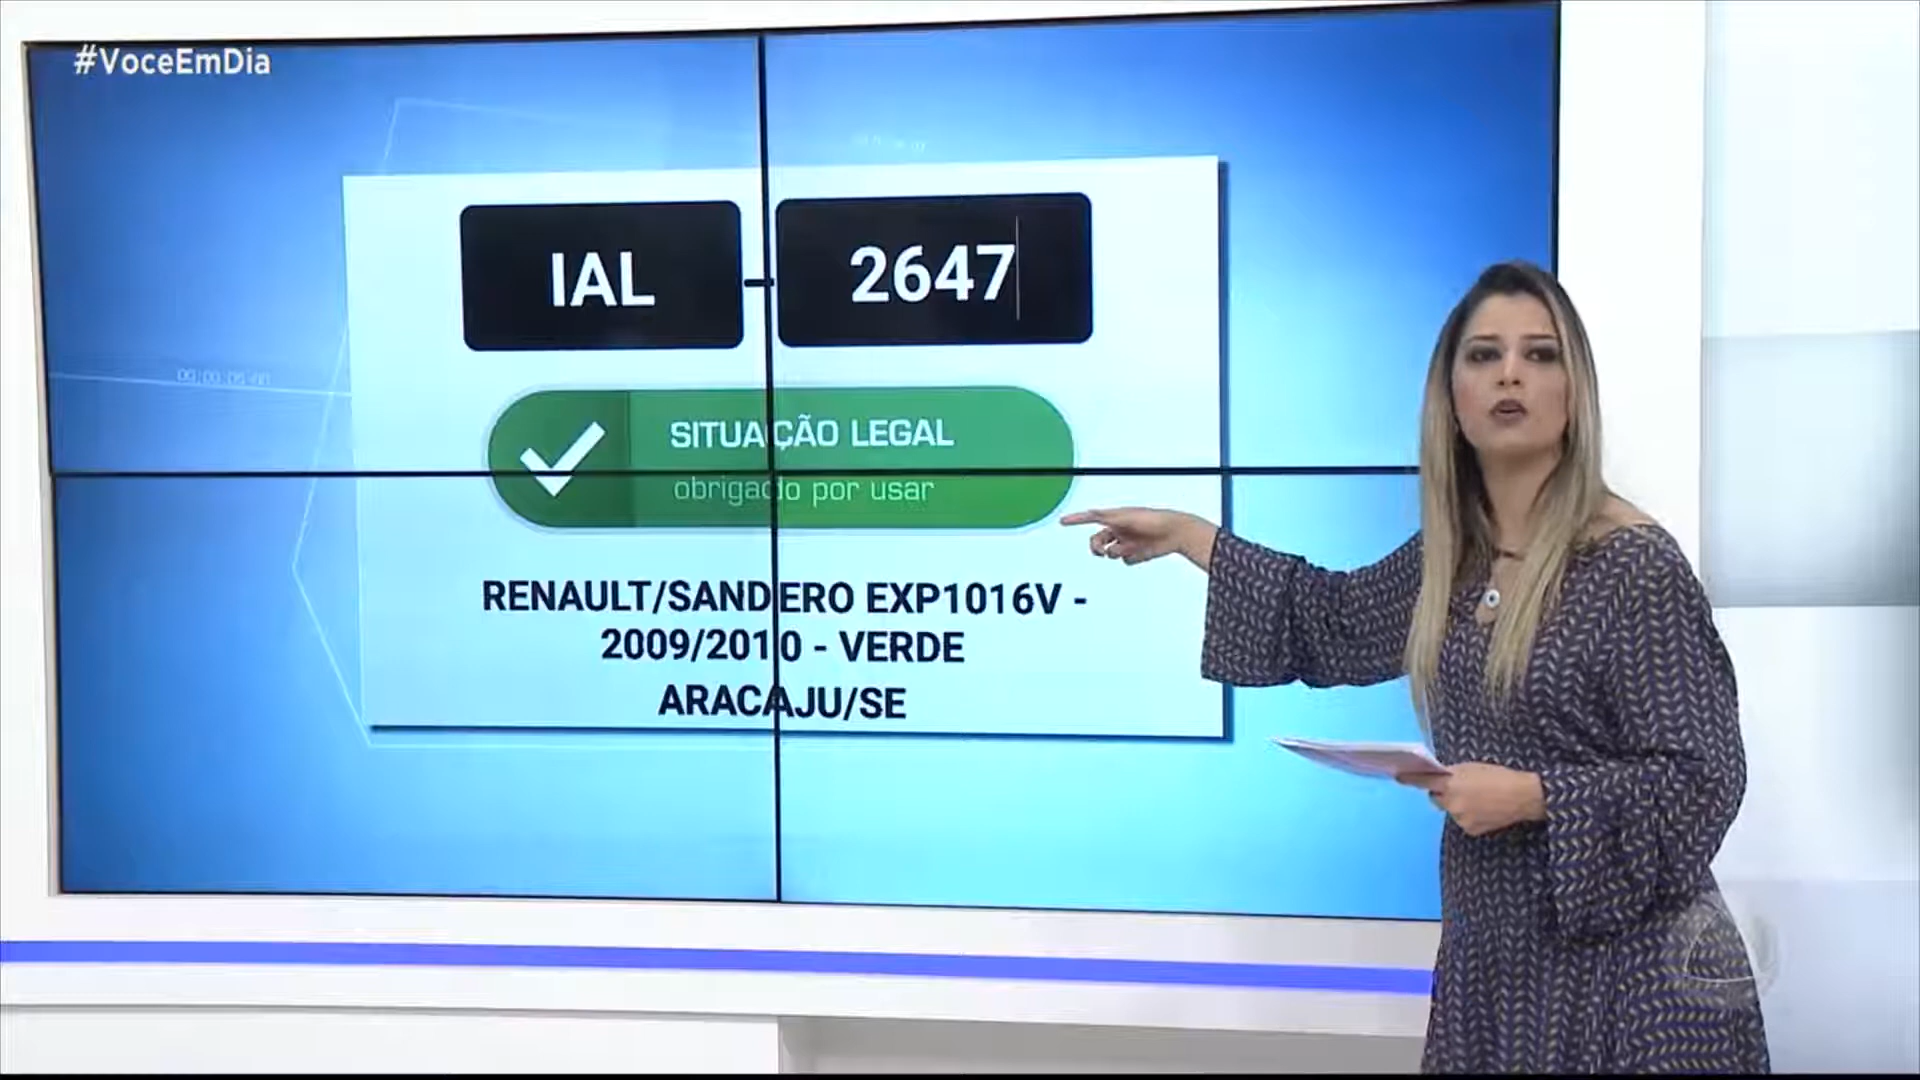 #VoceEmDia
IAL - 2647
SITUAÇÃO LEGAL
obrigado por usar
RENAULT/SANDERO EXP1016V -
2009/2010 - VERDE
ARACAJU/SE